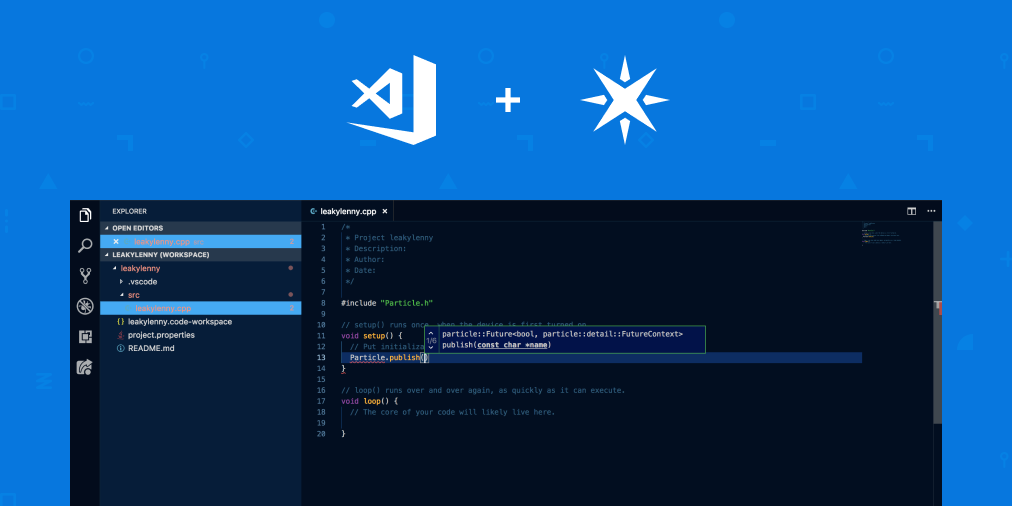 +
EXPLORER
OPEN EDITORS
× leakylenny.cpp src 2
LEAKYLENNY (WORKSPACE)
leakylenny
.vscode
src
leakylenny.cpp 2
{} leakylenny.code-workspace
project.properties
README.md
leakylenny.cpp ×
1 /*
2 * Project leakylenny
3 * Description:
4 * Author:
5 * Date:
6 */
7
8 #include "Particle.h"
9
10 // setup() runs once, when the device is first turned on.
11 void setup() {
12 // Put initializa
13 Particle.publish()
14 }
15
16 // loop() runs over and over again, as quickly as it can execute.
17 void loop() {
18 // The core of your code will likely live here.
19
20 }
1/6
particle::Future<bool, particle::detail::FutureContext>
publish(const char *name)